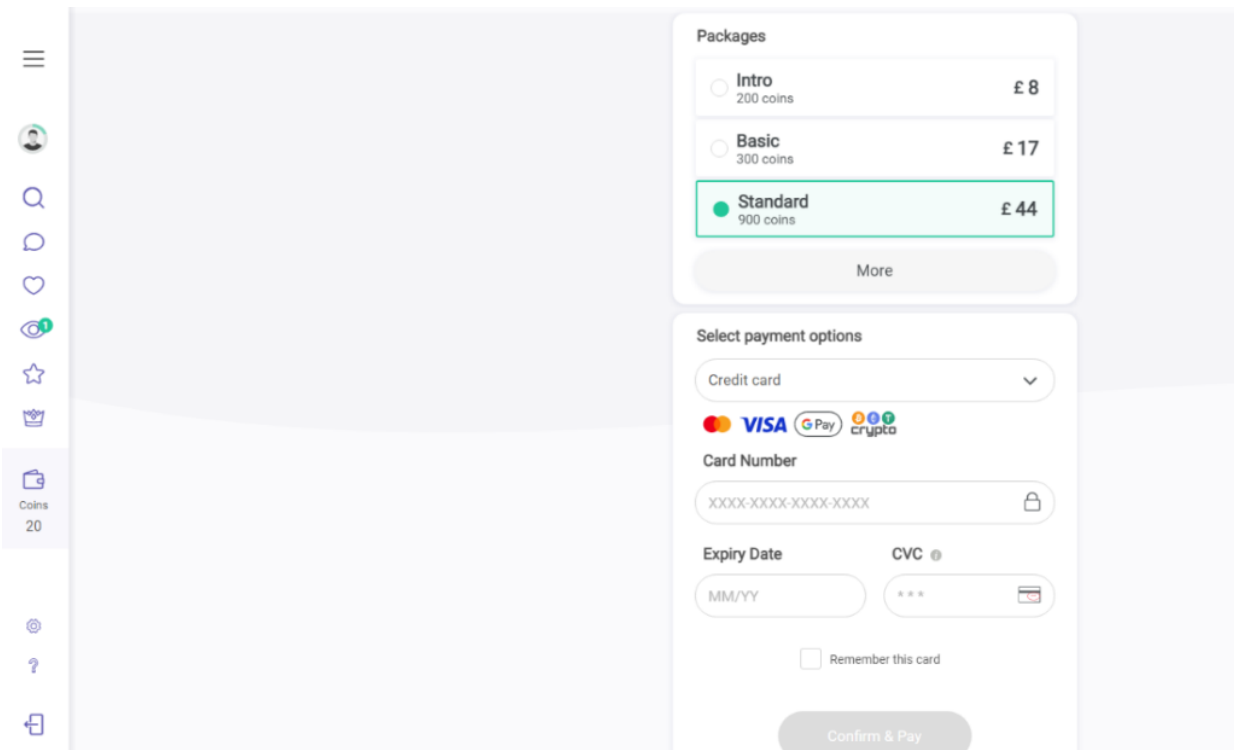 Packages
Intro
200 coins
£ 8
Basic
300 coins
£ 17
Standard
900 coins
£ 44
More
Select payment options
Credit card
VISA
G Pay
crypto
Card Number
XXXX-XXXX-XXXX-XXXX
Expiry Date
CVC
MM/YY
***
Remember this card
Confirm & Pay
1
Coins
20
?